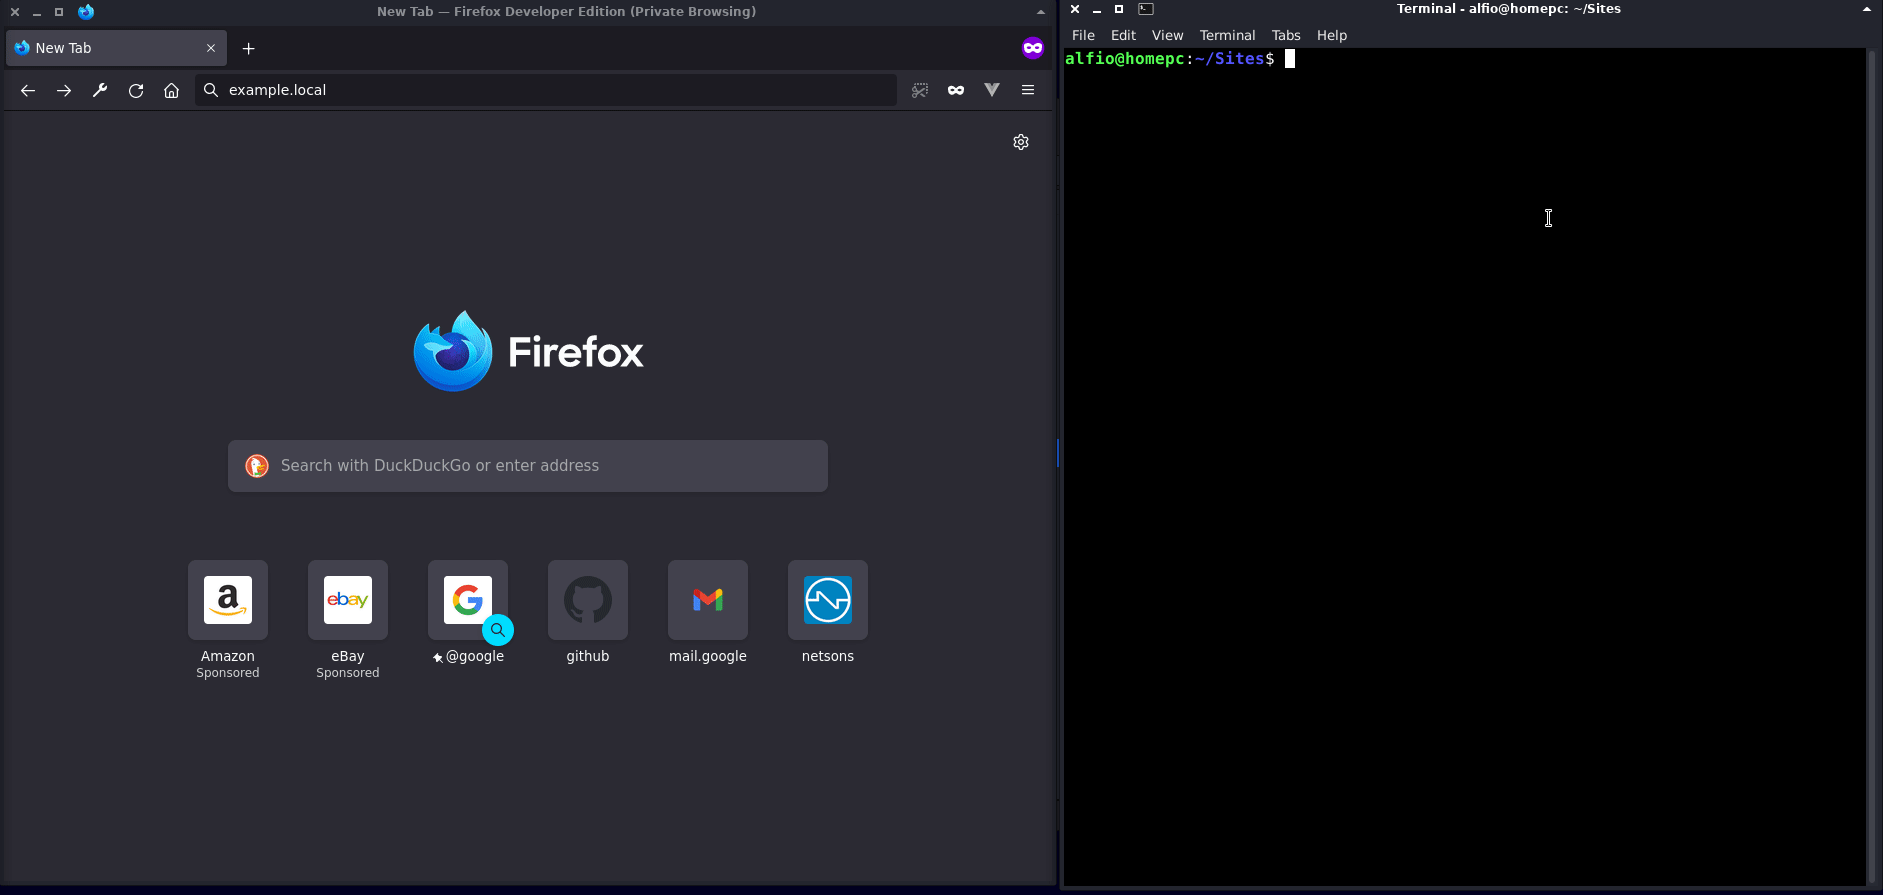 New Tab — Firefox Developer Edition (Private Browsing)
New Tab
example.local
Firefox
Search with DuckDuckGo or enter address
a
ebay
G
Amazon
Sponsored
eBay
Sponsored
@google
github
mail.google
netsons
Terminal - alfio@homepc: ~/Sites
File Edit View Terminal Tabs Help
alfio@homepc:~/Sites$